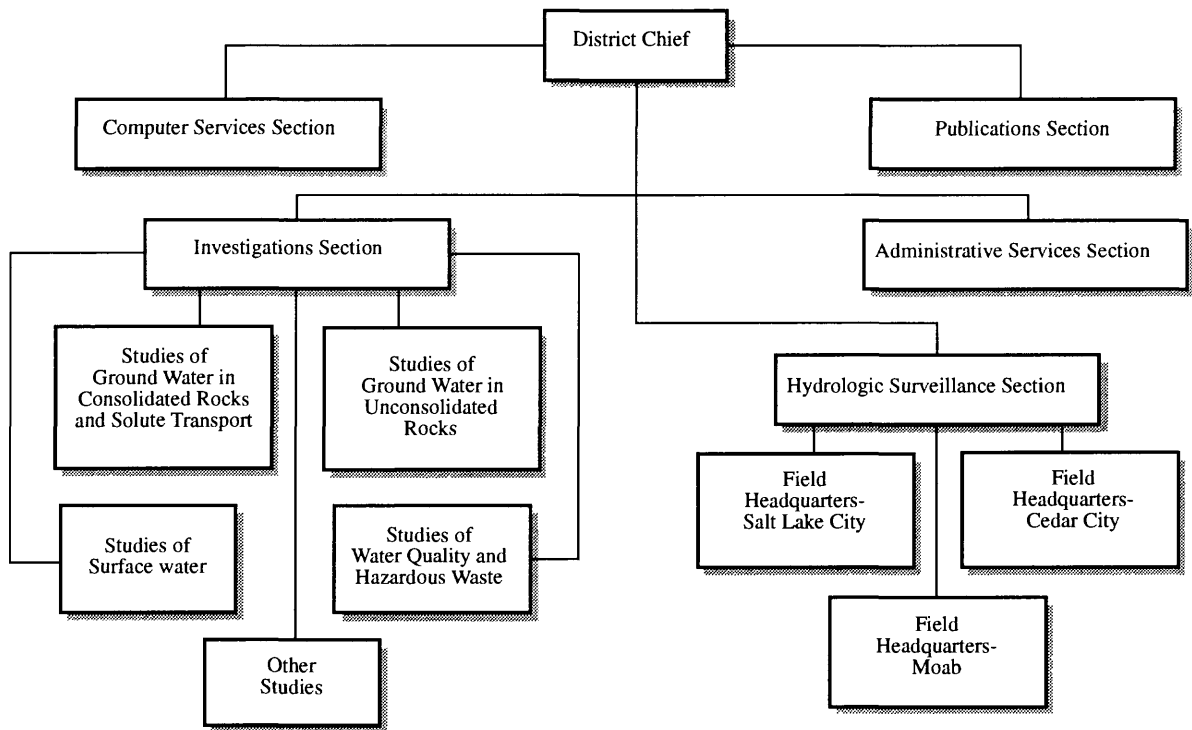 District Chief
Computer Services Section
Publications Section
Investigations Section
Administrative Services Section
Studies of
Ground Water in
Consolidated Rocks
and Solute Transport
Studies of
Ground Water in
Unconsolidated
Rocks
Hydrologic Surveillance Section
Field
Headquarters-
Salt Lake City
Field
Headquarters-
Cedar City
Studies of
Surface water
Studies of
Water Quality and
Hazardous Waste
Field
Headquarters-
Moab
Other
Studies